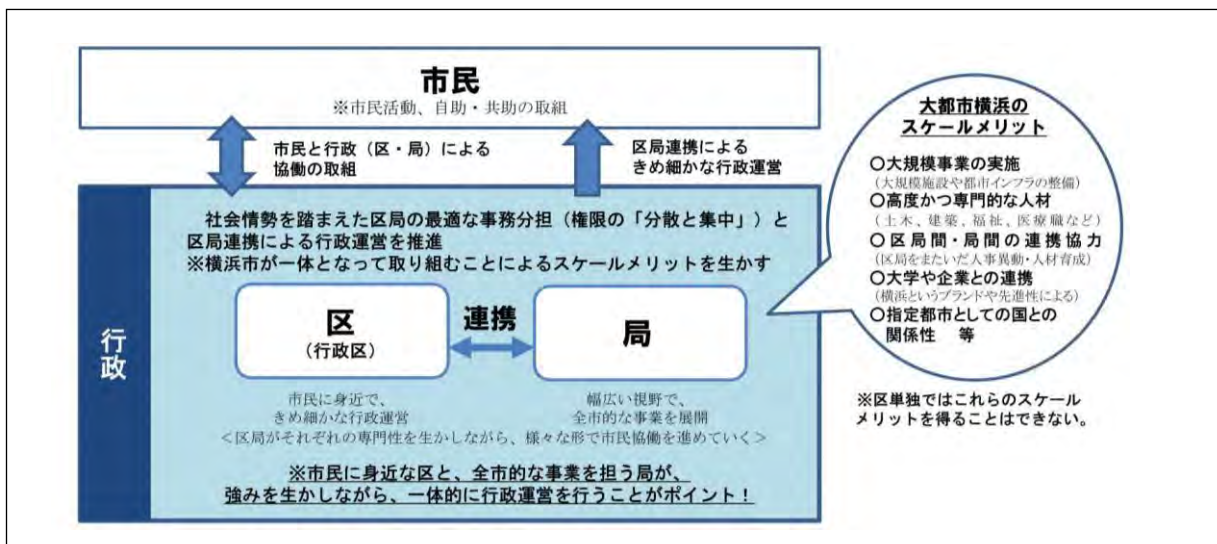 市民
※市民活動、自助・共助の取組
市民と行政（区・局）による
協働の取組
区局連携による
きめ細かな行政運営
行政
社会情勢を踏まえた区局の最適な事務分担（権限の「分散と集中」）と
区局連携による行政運営を推進
※横浜市が一体となって取り組むことによるスケールメリットを生かす
区
（行政区）
連携
局
市民に身近で、
きめ細かな行政運営
幅広い視野で、
全市的な事業を展開
＜区局がそれぞれの専門性を生かしながら、様々な形で市民協働を進めていく＞
※市民に身近な区と、全市的な事業を担う局が、
強みを生かしながら、一体的に行政運営を行うことがポイント！
大都市横浜の
スケールメリット
〇大規模事業の実施
（大規模施設や都市インフラの整備）
〇高度かつ専門的な人材
（土木、建築、福祉、医療職など）
〇区局間・局間の連携協力
（区局をまたいだ人事異動・人材育成）
〇大学や企業との連携
（横浜というブランドや先進性による）
〇指定都市としての国との
関係性 等
※区単独ではこれらのスケール
メリットを得ることはできない。